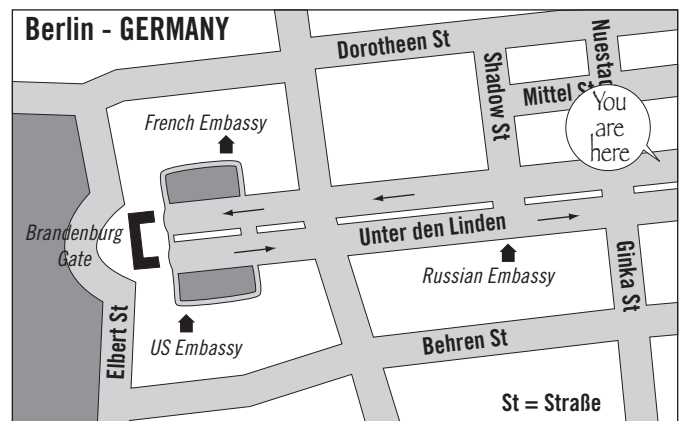 Berlin - GERMANY
Dorotheen St
Shadow St
Mittel St
You
are
here
French Embassy
Brandenburg
Gate
Unter den Linden
Russian Embassy
Ginka St
Elbert St
US Embassy
Behren St
St = Straße